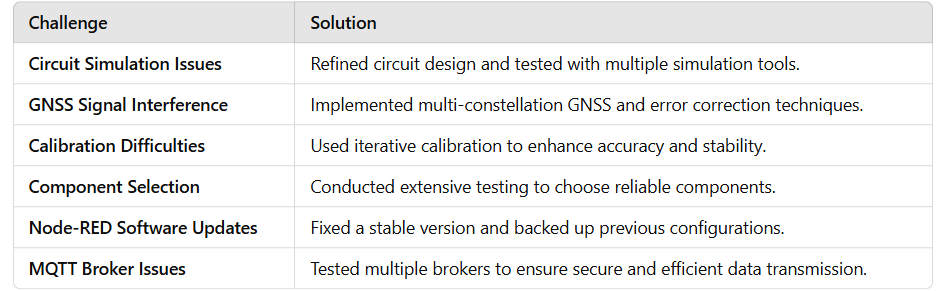 Challenge Solution
Circuit Simulation Issues Refined circuit design and tested with multiple simulation tools.
GNSS Signal Interference Implemented multi-constellation GNSS and error correction techniques.
Calibration Difficulties Used iterative calibration to enhance accuracy and stability.
Component Selection Conducted extensive testing to choose reliable components.
Node-RED Software Updates Fixed a stable version and backed up previous configurations.
MQTT Broker Issues Tested multiple brokers to ensure secure and efficient data transmission.